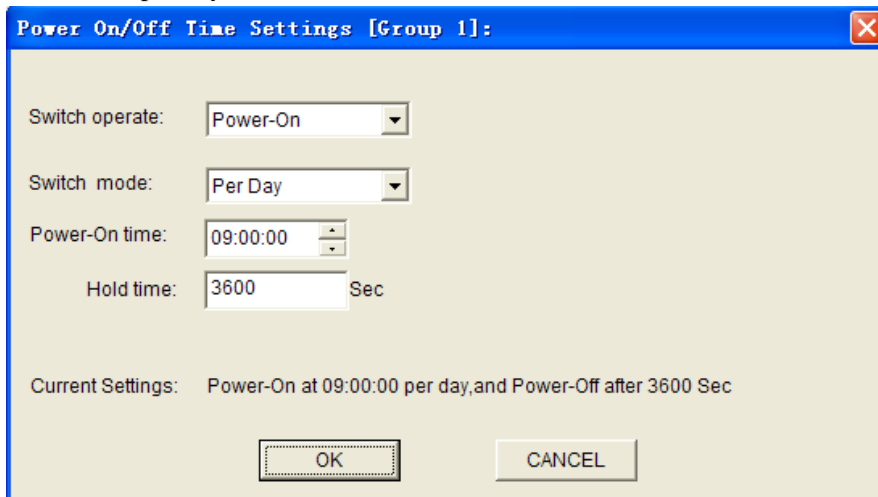 Power On/Off Time Settings [Group 1]:
Switch operate: Power-On
Switch mode: Per Day
Power-On time: 09:00:00
Hold time: 3600 Sec
Current Settings: Power-On at 09:00:00 per day,and Power-Off after 3600 Sec
OK CANCEL